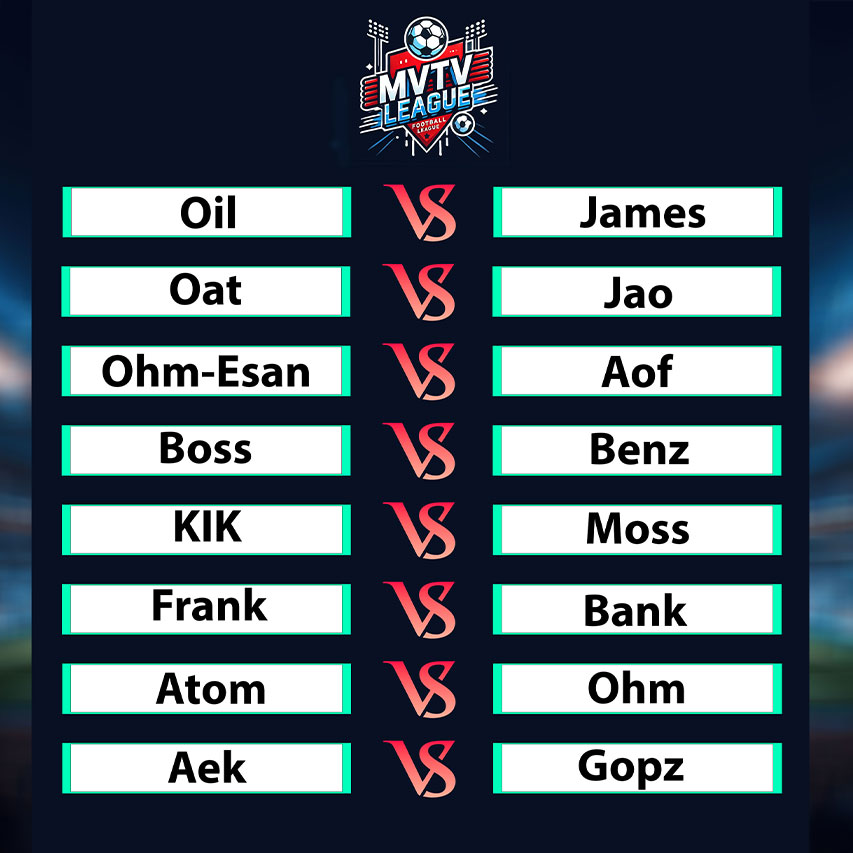 MVTV
LEAGUE
FOOTBALL
LEAGUE
Oil VS James
Oat VS Jao
Ohm-Esan VS Aof
Boss VS Benz
KIK VS Moss
Frank VS Bank
Atom VS Ohm
Aek VS Gopz